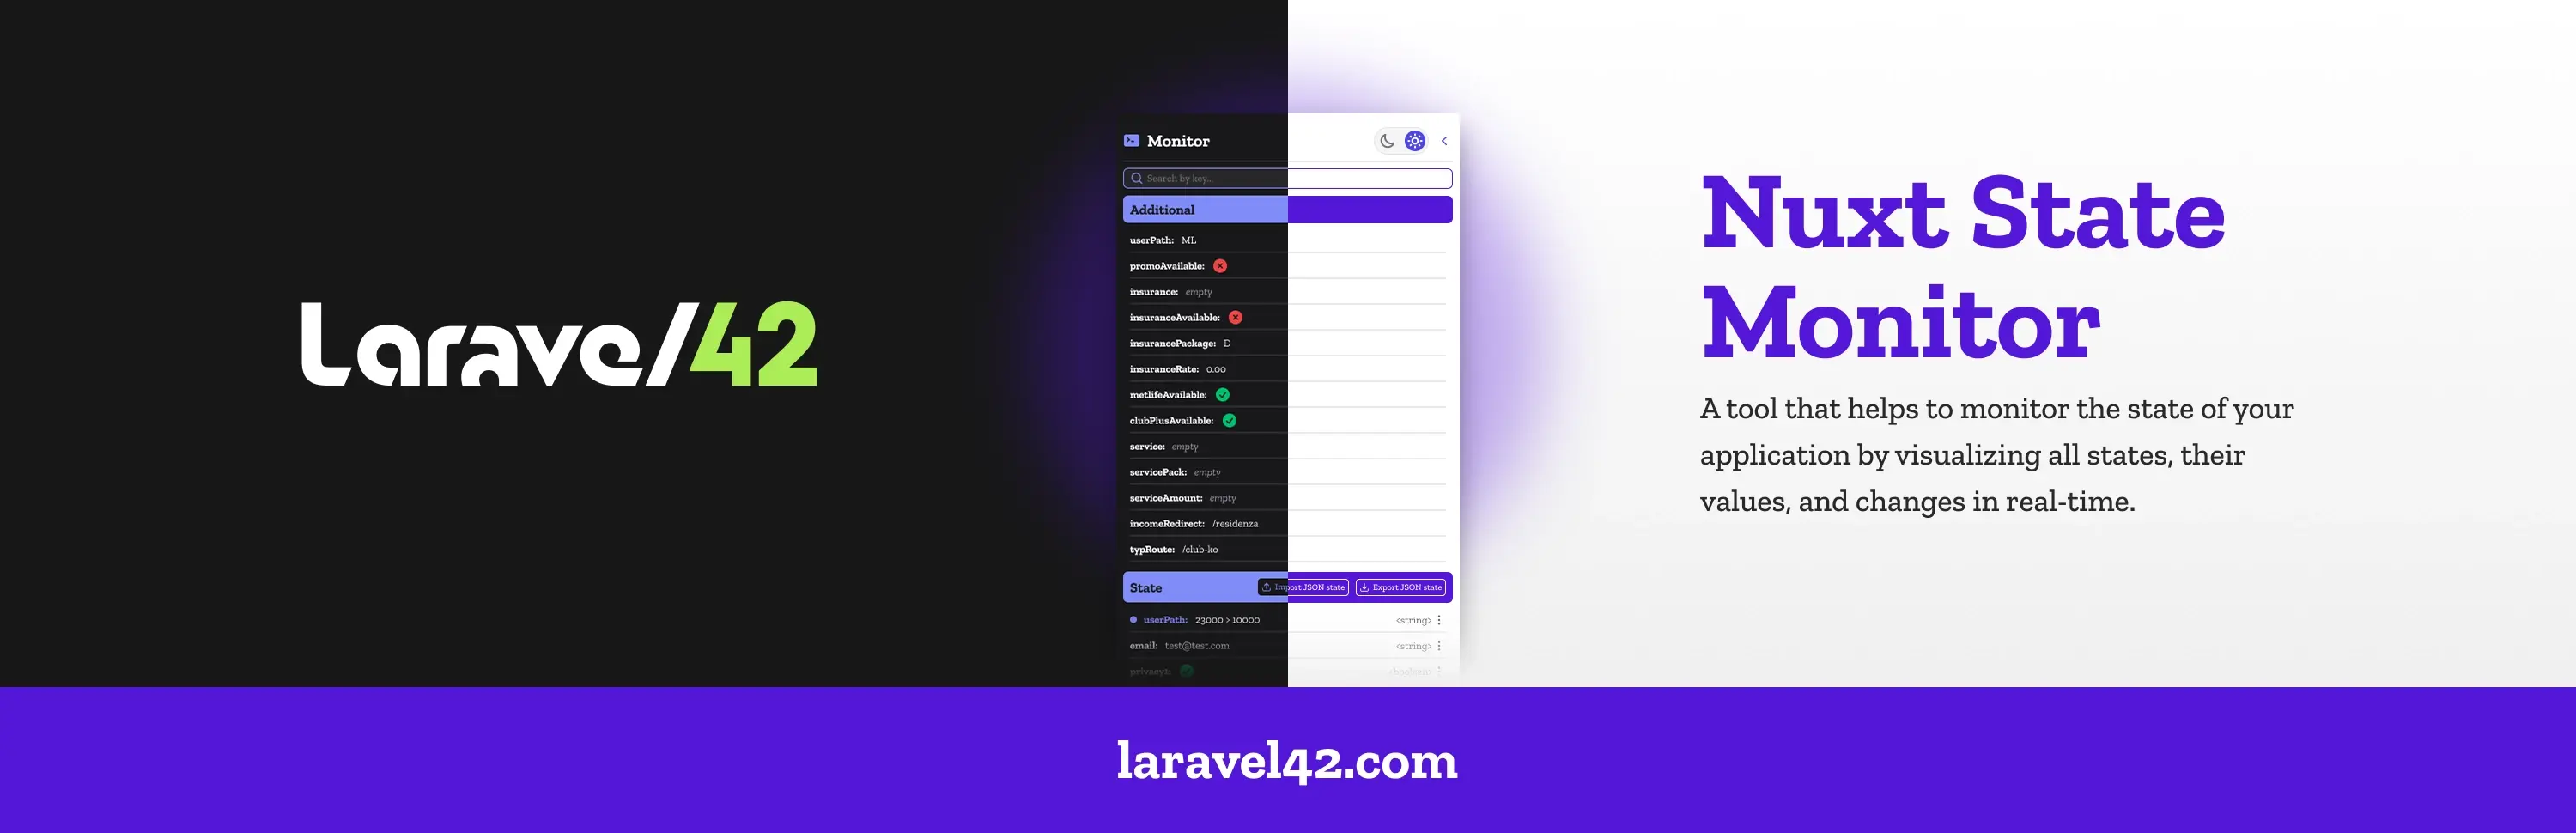 Laravel42
Monitor
Search by key...
Additional
userPath: ML
promoAvailable:
insurance: empty
insuranceAvailable:
insurancePackage: D
insuranceRate: 0.00
metlifeAvailable:
clubPlusAvailable:
service: empty
servicePack: empty
serviceAmount: empty
incomeRedirect: /residenza
typRoute: /club-ko
State Import JSON state Export JSON state
userPath: 23000 > 10000 <string>
email: test@test.com <string>
privacy1: <boolean>
Nuxt State
Monitor
A tool that helps to monitor the state of your
application by visualizing all states, their
values, and changes in real-time.
laravel42.com